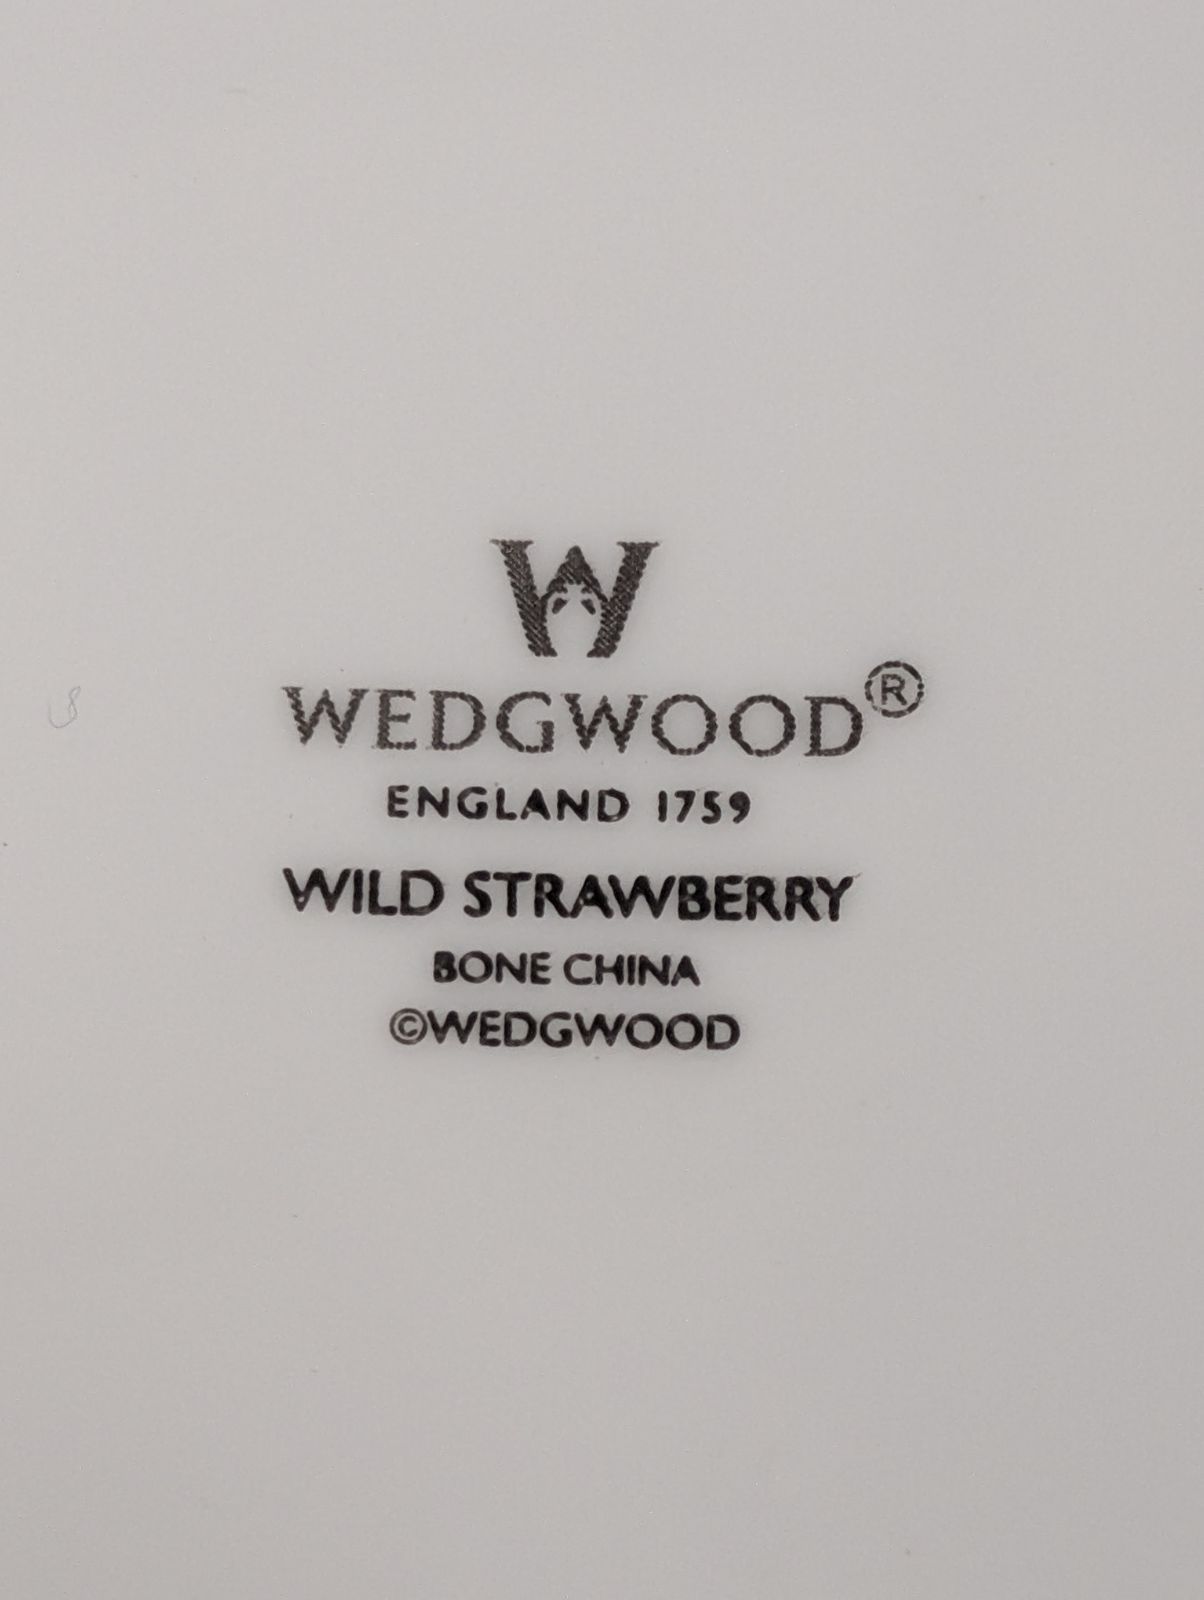 W
WEDGWOOD®
ENGLAND 1759
WILD STRAWBERRY
BONE CHINA
©WEDGWOOD